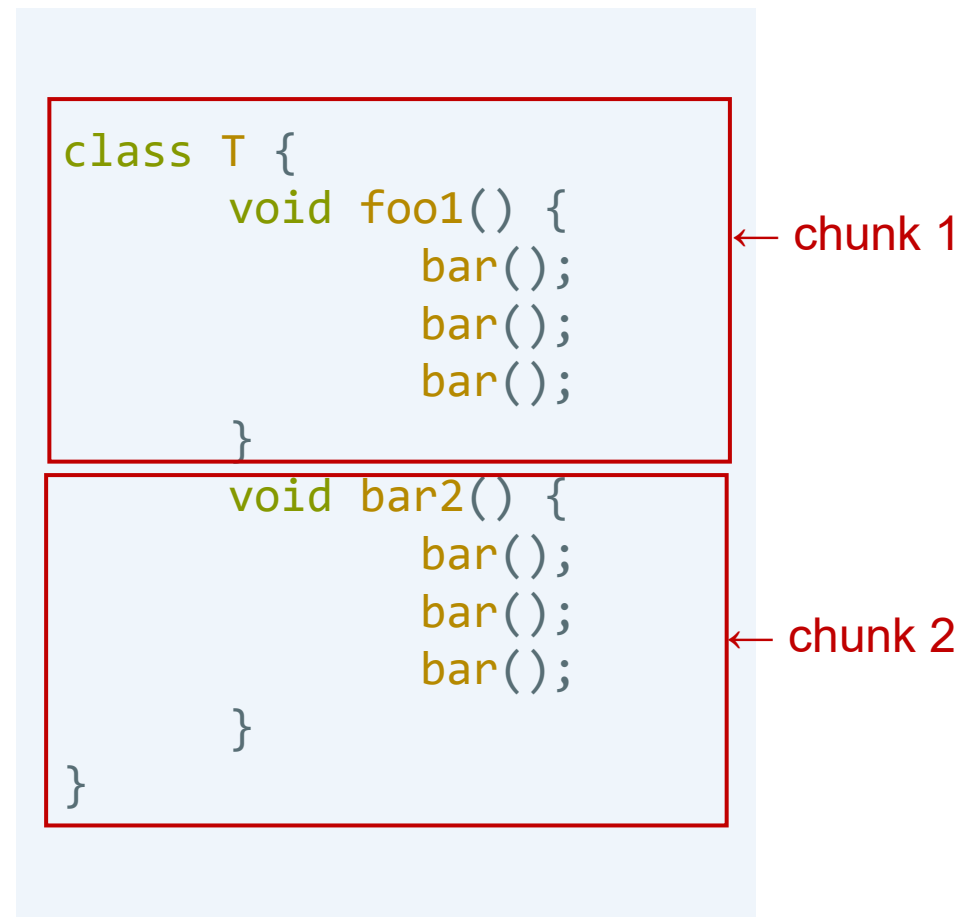 class T {
void foo1() {
← chunk 1
bar();
bar();
bar();
}
void bar2() {
bar();
bar();
← chunk 2
bar();
}
}